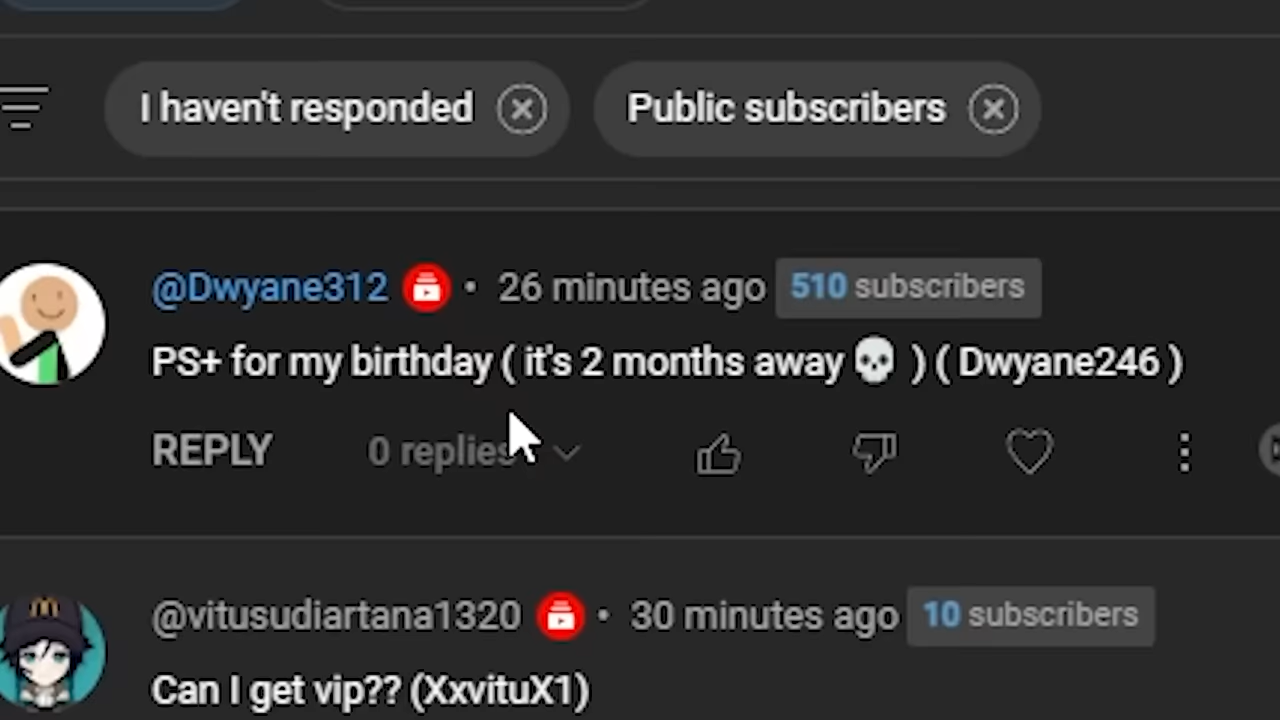 I haven't responded
Public subscribers
@Dwyane312 • 26 minutes ago 510 subscribers
PS+ for my birthday ( it's 2 months away 💀 ) ( Dwyane246 )
REPLY 0 replies
@vitusudiartana1320 • 30 minutes ago 10 subscribers
Can I get vip?? (XxvituX1)